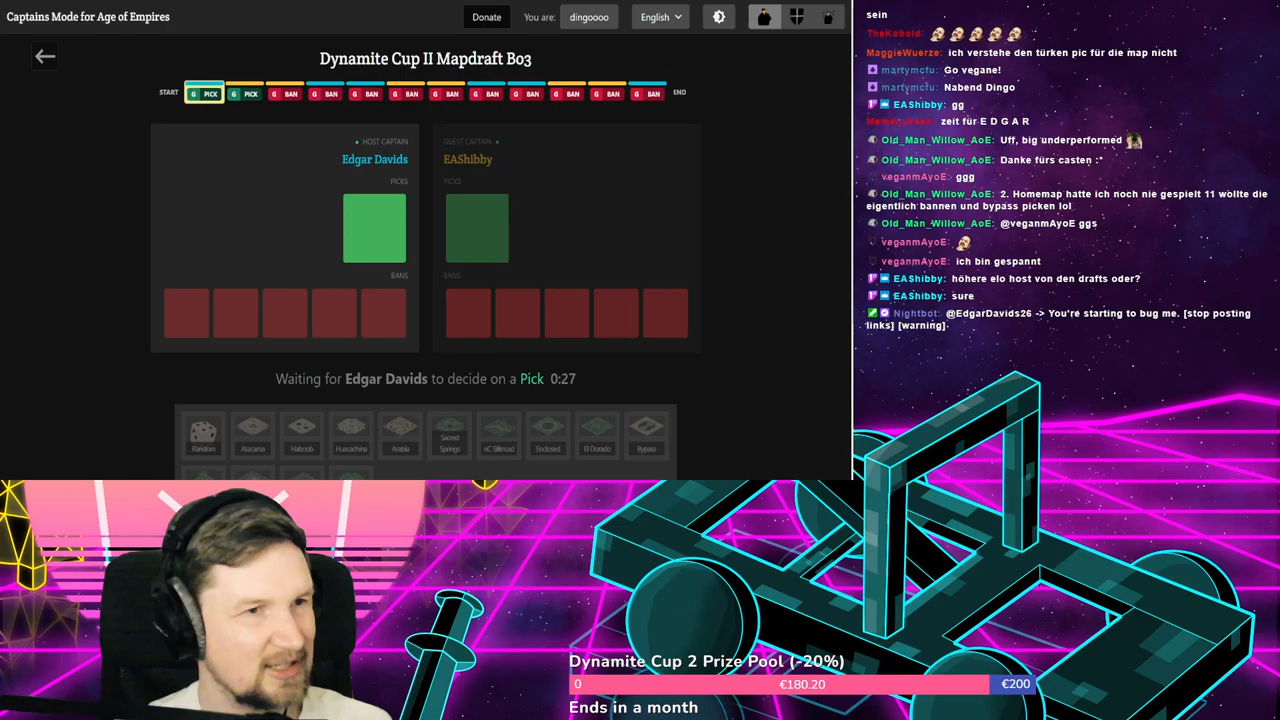 Captains Mode for Age of Empires
Donate
You are:
dingoooo
English
Dynamite Cup II Mapdraft Bo3
START
G PICK
G PICK
G BAN
G BAN
G BAN
G BAN
G BAN
G BAN
G BAN
G BAN
G BAN
G BAN
END
HOST CAPTAIN
Edgar Davids
PICKS
BANS
GUEST CAPTAIN
EAShibby
PICKS
BANS
Waiting for Edgar Davids to decide on a Pick 0:27
Random
Atacama
Haboob
Huacachina
Arabia
Sacred
Springs
nC Silkroad
Enclosed
El Dorado
Bypass
sein
TheKobold:
MaggieWuerze: ich verstehe den türken pic für die map nicht
martymcfu: Go vegane!
martymcfu: Nabend Dingo
EAShibby: gg
zeit für E D G A R
Old_Man_Willow_AoE: Uff, big underperformed
Old_Man_Willow_AoE: Danke fürs casten :*
veganmAyoE: ggg
Old_Man_Willow_AoE: 2. Homemap hatte ich noch nie gespielt 11 wollte die
eigentlich bannen und bypass picken lol
Old_Man_Willow_AoE: @veganmAyoE ggs
veganmAyoE:
veganmAyoE: ich bin gespannt
EAShibby: höhere elo host von den drafts oder?
EAShibby: sure
Nightbot: @EdgarDavids26 -> You're starting to bug me. [stop posting
links] [warning]
Dynamite Cup 2 Prize Pool (-20%)
0
€180.20
€200
Ends in a month